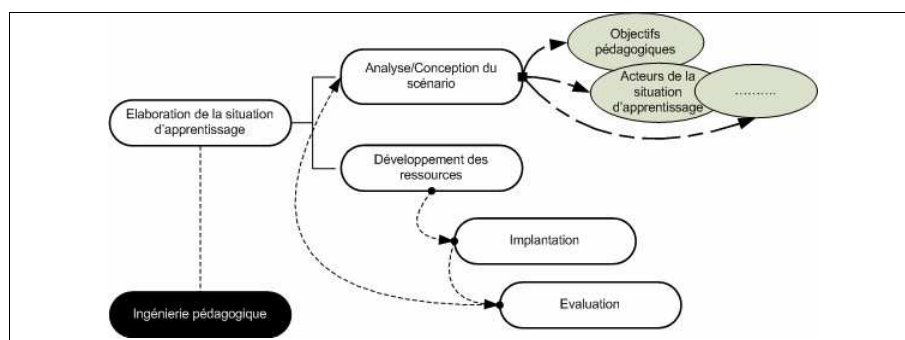 Objectifs
pédagogiques
Analyse/Conception du
scénario
Acteurs de la
situation
d'apprentissage
..........
Elaboration de la situation
d'apprentissage
Développement des
ressources
Implantation
Evaluation
Ingénierie pédagogique